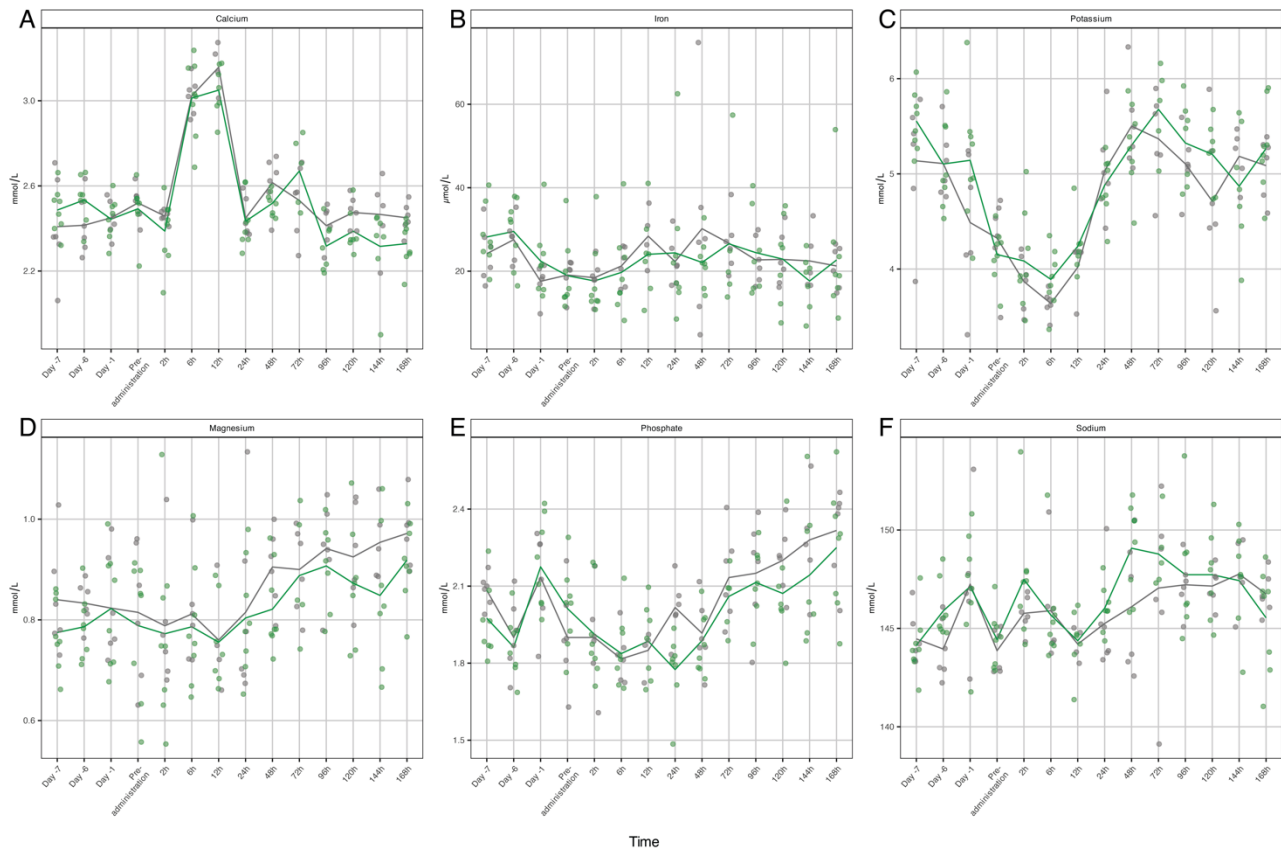 A
Calcium
mmol/L
3.0
2.6
2.2
Day -7
Day -6
Day -1
Pre-
administration
2h
6h
12h
24h
48h
72h
96h
120h
144h
168h
B
Iron
μmol/L
60
40
20
Day -7
Day -6
Day -1
Pre-
administration
2h
6h
12h
24h
48h
72h
96h
120h
144h
168h
C
Potassium
mmol/L
6
5
4
Day -7
Day -6
Day -1
Pre-
administration
2h
6h
12h
24h
48h
72h
96h
120h
144h
168h
D
Magnesium
mmol/L
1.0
0.8
0.6
Day -7
Day -6
Day -1
Pre-
administration
2h
6h
12h
24h
48h
72h
96h
120h
144h
168h
E
Phosphate
mmol/L
2.4
2.1
1.8
1.5
Day -7
Day -6
Day -1
Pre-
administration
2h
6h
12h
24h
48h
72h
96h
120h
144h
168h
F
Sodium
mmol/L
150
145
140
Day -7
Day -6
Day -1
Pre-
administration
2h
6h
12h
24h
48h
72h
96h
120h
144h
168h
Time